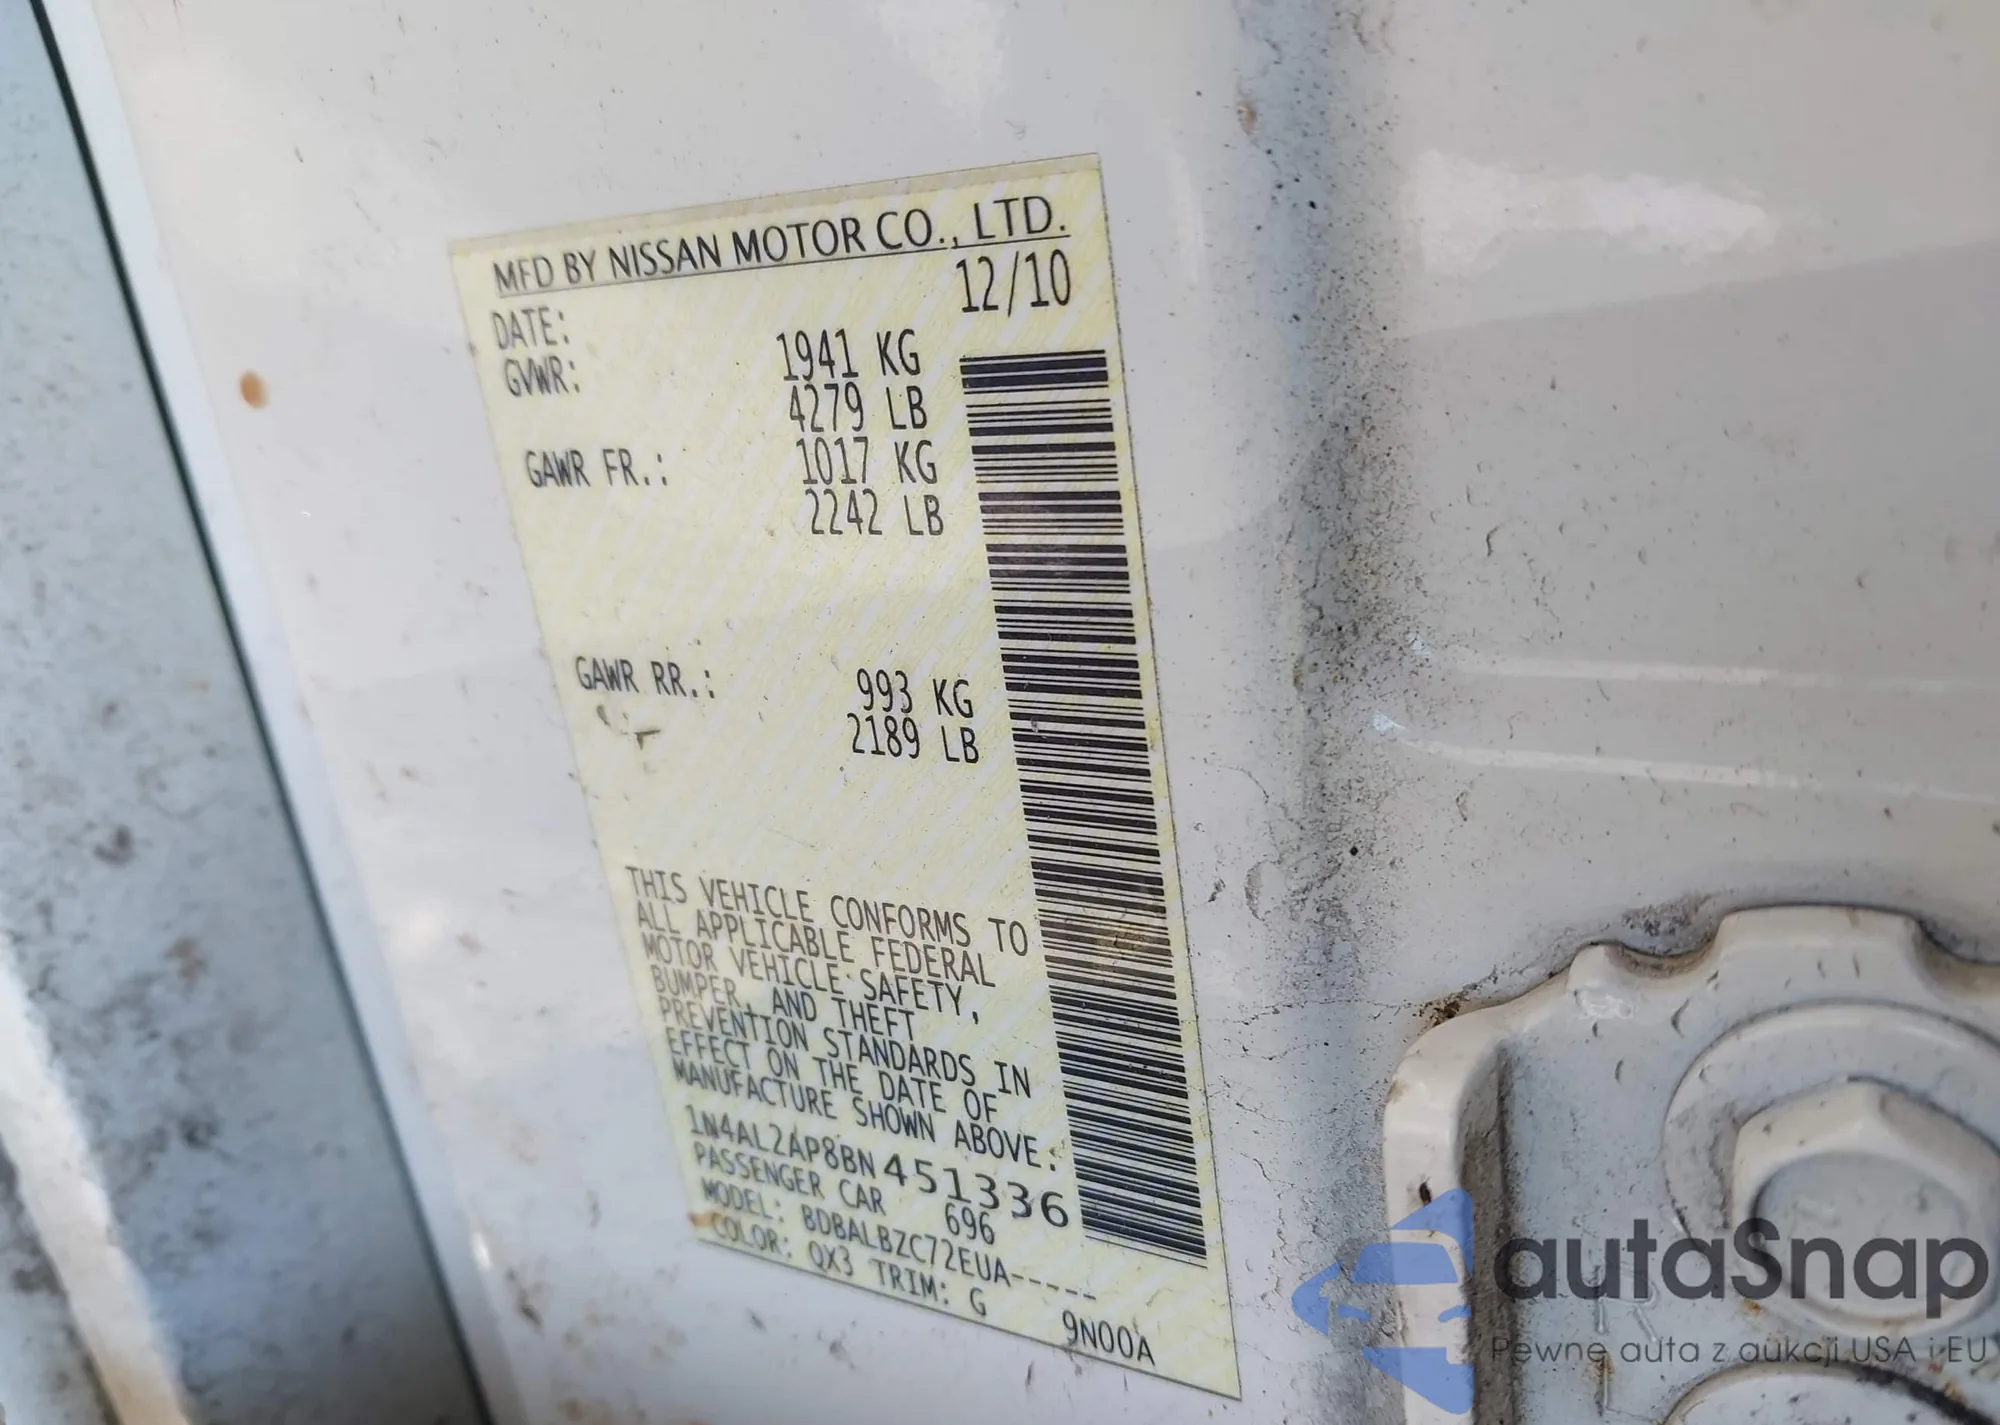 MFD BY NISSAN MOTOR CO., LTD.
DATE: 12/10
GVWR: 1941 KG
4279 LB
GAWR FR.: 1017 KG
2242 LB
GAWR RR.: 993 KG
2189 LB
THIS VEHICLE CONFORMS TO
ALL APPLICABLE FEDERAL
MOTOR VEHICLE SAFETY,
BUMPER, AND THEFT
PREVENTION STANDARDS IN
EFFECT ON THE DATE OF
MANUFACTURE SHOWN ABOVE.
1N4AL2AP8BN451336
PASSENGER CAR 696
MODEL: BDBALBZC72EUA-----
COLOR: QX3 TRIM: G 9N00A
autaSnap
Pewne auta z aukcji USA i EU